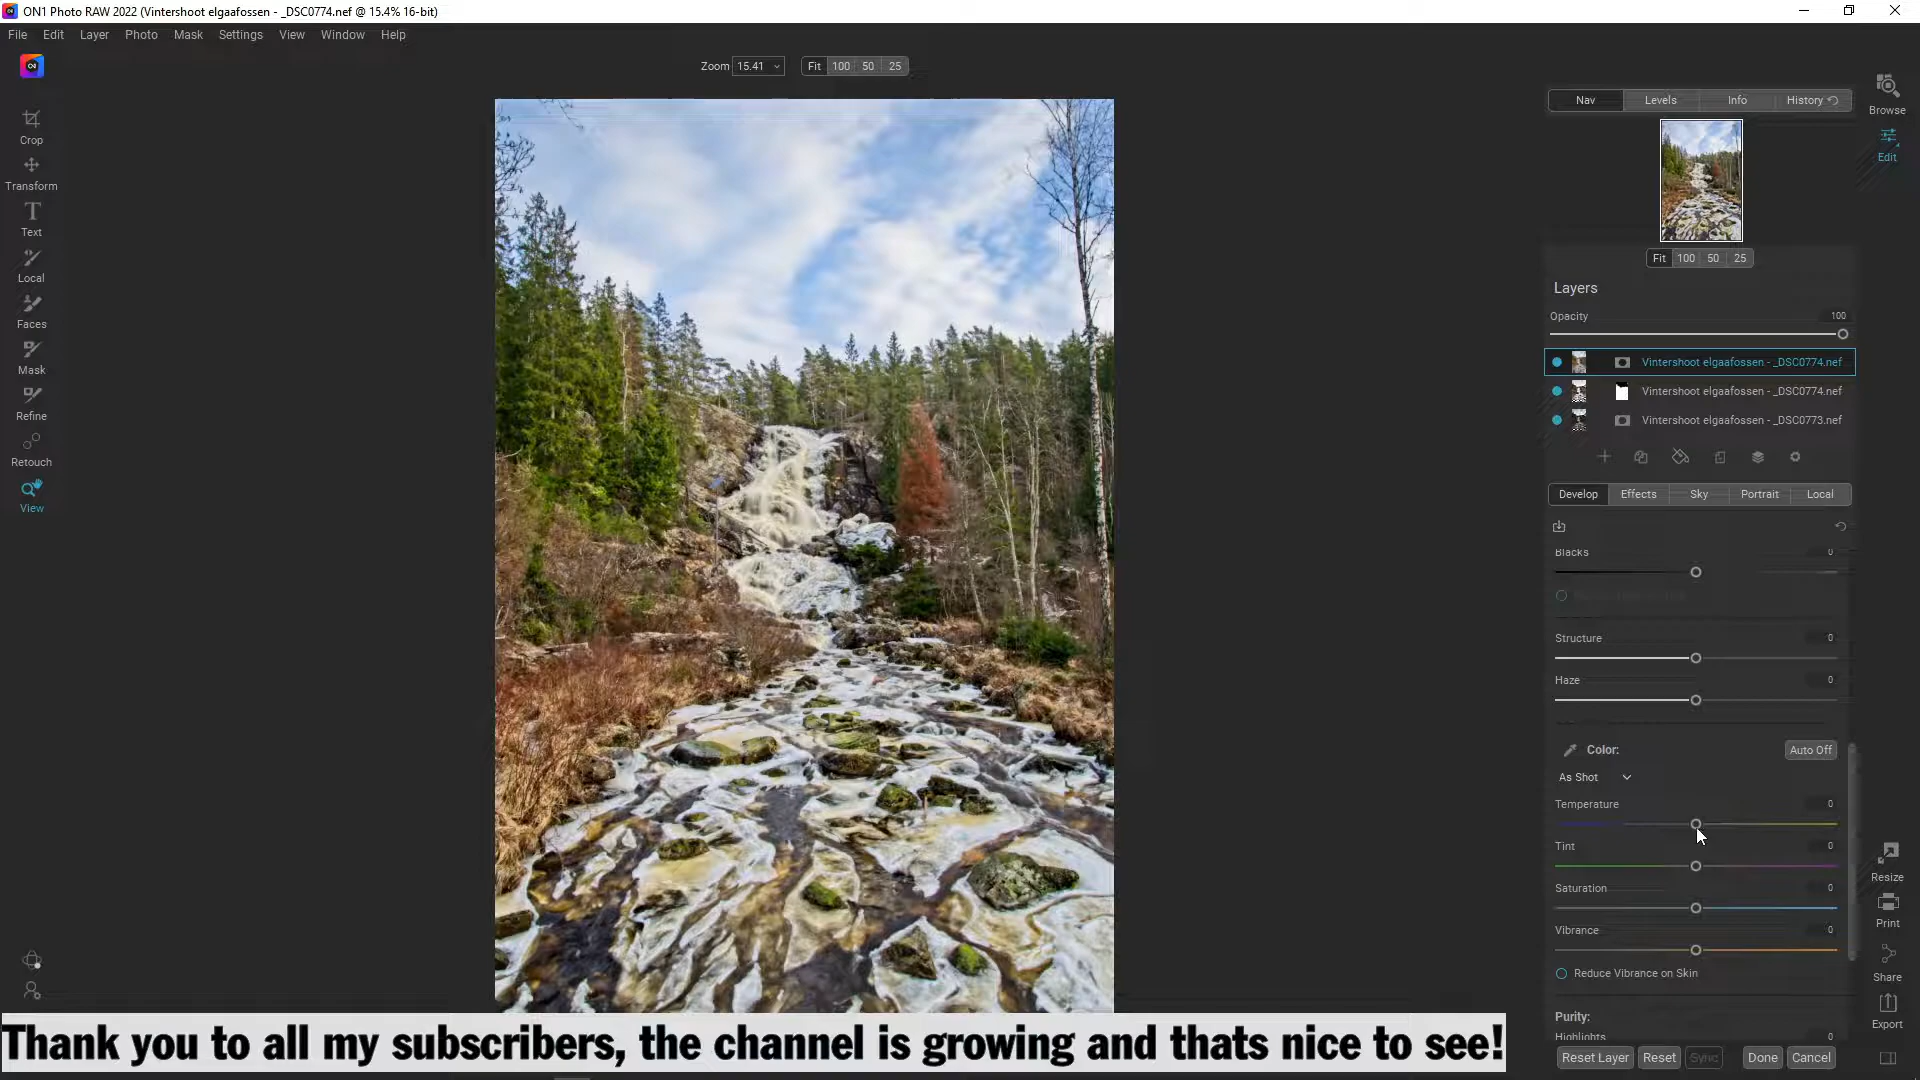 ON1 Photo RAW 2022 (Vintershoot elgaafossen - _DSC0774.nef @ 15.4% 16-bit)
File Edit Layer Photo Mask Settings View Window Help
Zoom 15.41 Fit 100 50 25
Crop
Transform
Text
Local
Faces
Mask
Refine
Retouch
View
Nav Levels Info History
Browse
Edit
Fit 100 50 25
Layers
Opacity 100
Vintershoot elgaafossen - _DSC0774.nef
Vintershoot elgaafossen - _DSC0774.nef
Vintershoot elgaafossen - _DSC0773.nef
Develop Effects Sky Portrait Local
Blacks 0
Structure 0
Haze 0
Color: Auto Off
As Shot
Temperature 0
Tint 0
Saturation 0
Vibrance 0
Reduce Vibrance on Skin
Purity:
Highlights 0
Resize
Print
Share
Export
Reset Layer Reset Sync Done Cancel
Thank you to all my subscribers, the channel is growing and thats nice to see!